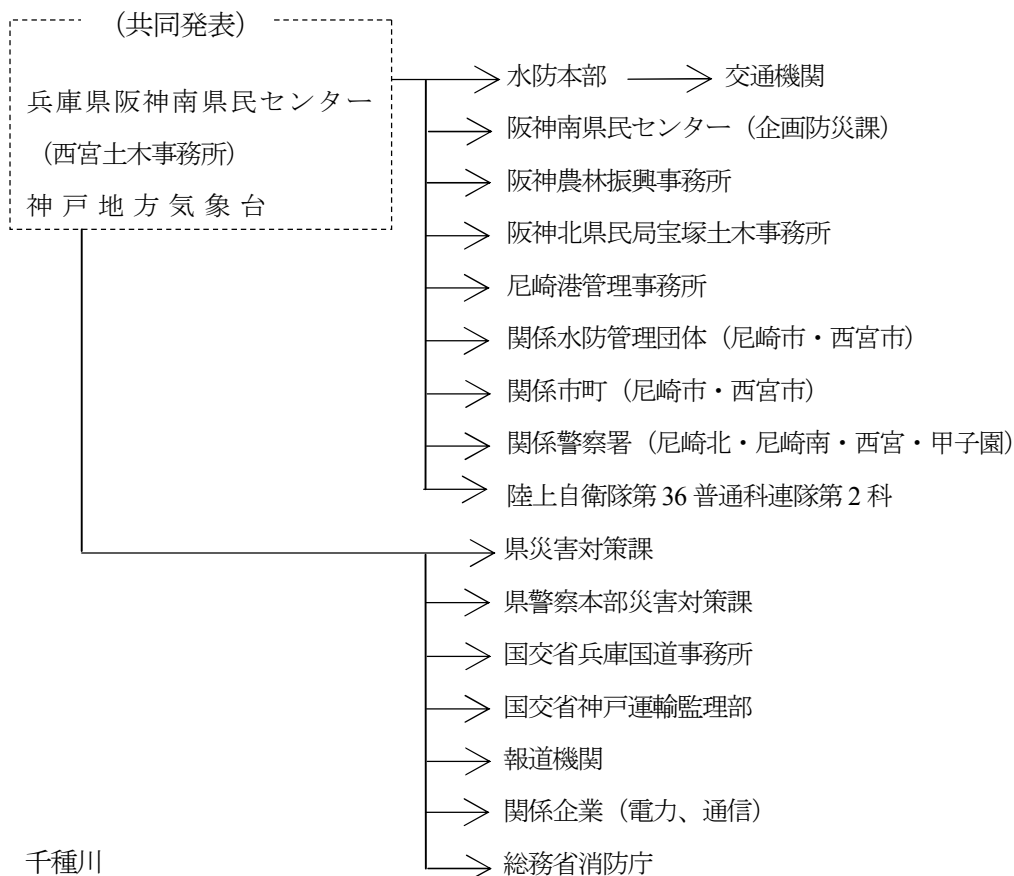 （共同発表）
兵庫県阪神南県民センター
（西宮土木事務所）
神戸地方気象台
水防本部 交通機関
阪神南県民センター（企画防災課）
阪神農林振興事務所
阪神北県民局宝塚土木事務所
尼崎港管理事務所
関係水防管理団体（尼崎市・西宮市）
関係市町（尼崎市・西宮市）
関係警察署（尼崎北・尼崎南・西宮・甲子園）
陸上自衛隊第36普通科連隊第2科
県災害対策課
県警察本部災害対策課
国交省兵庫国道事務所
国交省神戸運輸監理部
報道機関
関係企業（電力、通信）
総務省消防庁
千種川